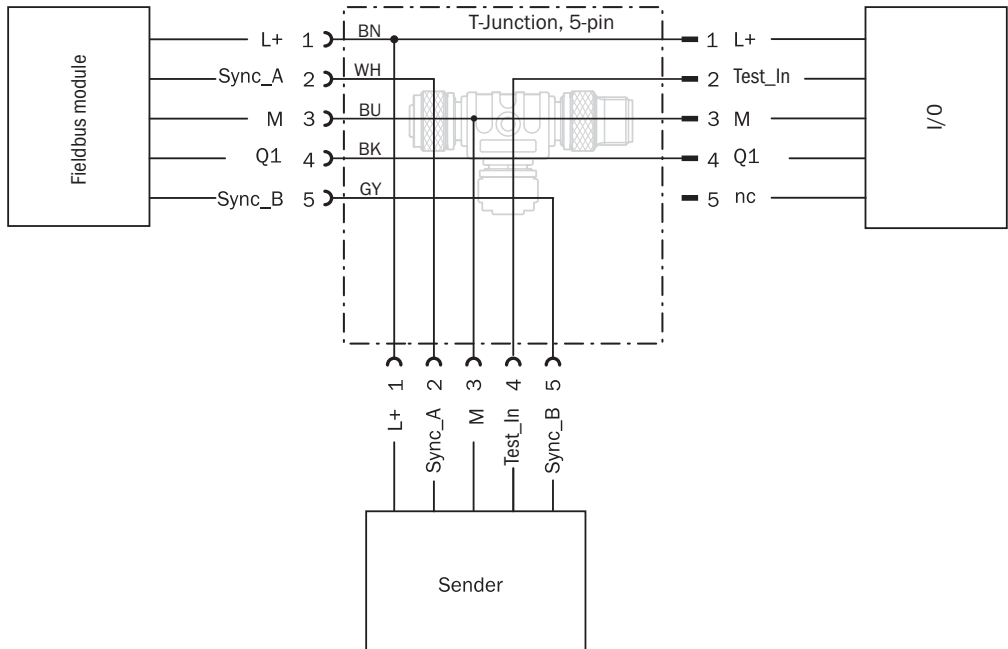 T-Junction, 5-pin
Fieldbus module
L+ 1 BN
Sync_A 2 WH
M 3 BU
Q1 4 BK
Sync_B 5 GY
1 L+
2 Test_In
3 M
4 Q1
5 nc
I/O
1 2 3 4 5
L+ Sync_A M Test_In Sync_B
Sender